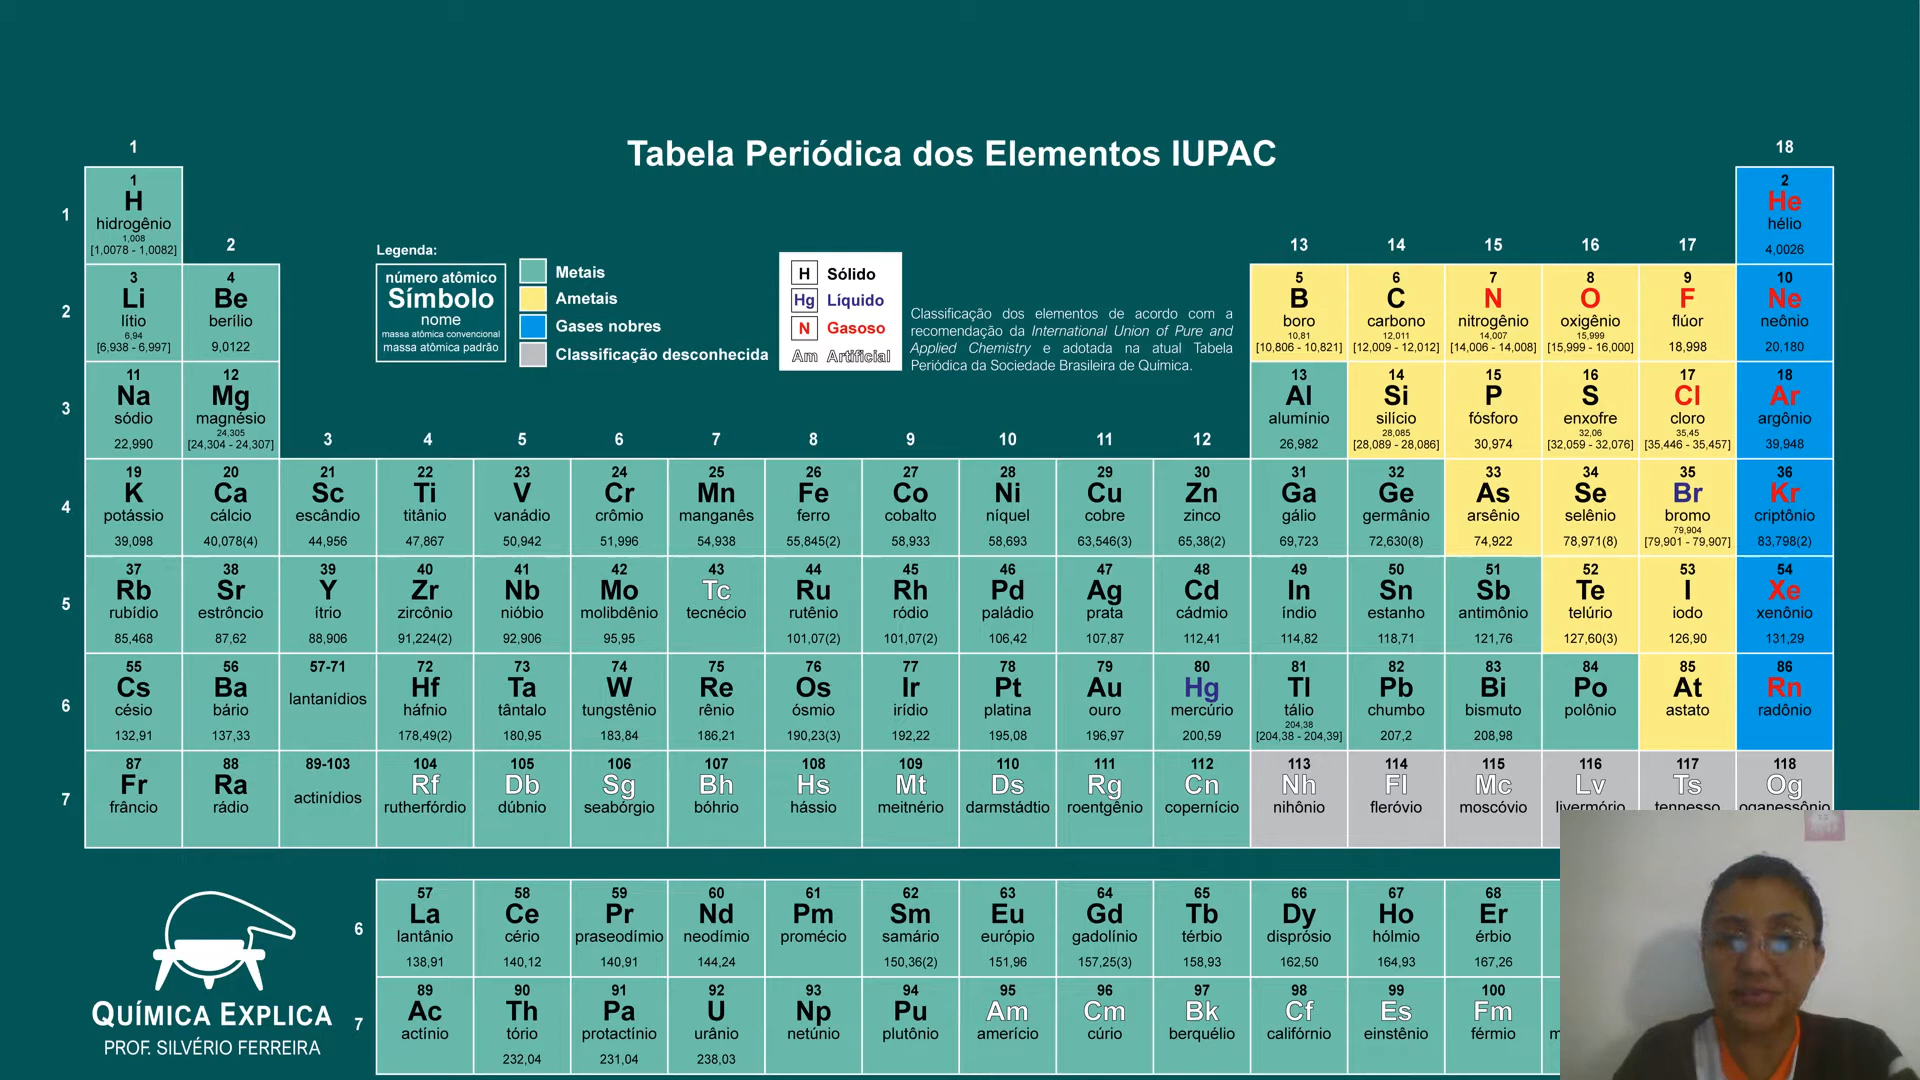 Tabela Periódica dos Elementos IUPAC
1
18
1
1
H
hidrogênio
1,008
[1,0078 - 1,0082]
2
He
hélio
4,0026
2
13
14
15
16
17
Legenda:
número atômico
Símbolo
nome
massa atômica convencional
massa atômica padrão
Metais
Ametais
Gases nobres
Classificação desconhecida
H Sólido
Hg Líquido
N Gasoso
Am Artificial
Classificação dos elementos de acordo com a
recomendação da International Union of Pure and
Applied Chemistry e adotada na atual Tabela
Periódica da Sociedade Brasileira de Química.
2
3 4 5 6 7 8 9 10
Li Be B C N O F Ne
lítio berílio boro carbono nitrogênio oxigênio flúor neônio
6,94 10,81 12,011 14,007 15,999
[6,938 - 6,997] 9,0122 [10,806 - 10,821] [12,009 - 12,012] [14,006 - 14,008] [15,999 - 16,000] 18,998 20,180
3
11 12 13 14 15 16 17 18
Na Mg Al Si P S Cl Ar
sódio magnésio alumínio silício fósforo enxofre cloro argônio
24,305 28,085 32,06 35,45
22,990 [24,304 - 24,307] 26,982 [28,089 - 28,086] 30,974 [32,059 - 32,076] [35,446 - 35,457] 39,948
3 4 5 6 7 8 9 10 11 12
4
19 20 21 22 23 24 25 26 27 28 29 30 31 32 33 34 35 36
K Ca Sc Ti V Cr Mn Fe Co Ni Cu Zn Ga Ge As Se Br Kr
potássio cálcio escândio titânio vanádio crômio manganês ferro cobalto níquel cobre zinco gálio germânio arsênio selênio bromo criptônio
79,904
39,098 40,078(4) 44,956 47,867 50,942 51,996 54,938 55,845(2) 58,933 58,693 63,546(3) 65,38(2) 69,723 72,630(8) 74,922 78,971(8) [79,901 - 79,907] 83,798(2)
5
37 38 39 40 41 42 43 44 45 46 47 48 49 50 51 52 53 54
Rb Sr Y Zr Nb Mo Tc Ru Rh Pd Ag Cd In Sn Sb Te I Xe
rubídio estrôncio ítrio zircônio nióbio molibdênio tecnécio rutênio ródio paládio prata cádmio índio estanho antimônio telúrio iodo xenônio
85,468 87,62 88,906 91,224(2) 92,906 95,95 101,07(2) 101,07(2) 106,42 107,87 112,41 114,82 118,71 121,76 127,60(3) 126,90 131,29
6
55 56 57-71 72 73 74 75 76 77 78 79 80 81 82 83 84 85 86
Cs Ba lantanídios Hf Ta W Re Os Ir Pt Au Hg Tl Pb Bi Po At Rn
césio bário háfnio tântalo tungstênio rênio ósmio irídio platina ouro mercúrio tálio chumbo bismuto polônio astato radônio
204,38
132,91 137,33 178,49(2) 180,95 183,84 186,21 190,23(3) 192,22 195,08 196,97 200,59 [204,38 - 204,39] 207,2 208,98
7
87 88 89-103 104 105 106 107 108 109 110 111 112 113 114 115 116 117 118
Fr Ra actinídios Rf Db Sg Bh Hs Mt Ds Rg Cn Nh Fl Mc Lv Ts Og
frâncio rádio rutherfórdio dúbnio seabórgio bóhrio hássio meitnério darmstádtio roentgênio copernício nihônio fleróvio moscóvio livermório tennesso oganessônio
6
57 58 59 60 61 62 63 64 65 66 67 68
La Ce Pr Nd Pm Sm Eu Gd Tb Dy Ho Er
lantânio cério praseodímio neodímio promécio samário európio gadolínio térbio disprósio hólmio érbio
138,91 140,12 140,91 144,24 150,36(2) 151,96 157,25(3) 158,93 162,50 164,93 167,26
7
89 90 91 92 93 94 95 96 97 98 99 100
Ac Th Pa U Np Pu Am Cm Bk Cf Es Fm
actínio tório protactínio urânio netúnio plutônio amerício cúrio berquélio califórnio einstênio férmio m
232,04 231,04 238,03
QUÍMICA EXPLICA
PROF. SILVÉRIO FERREIRA